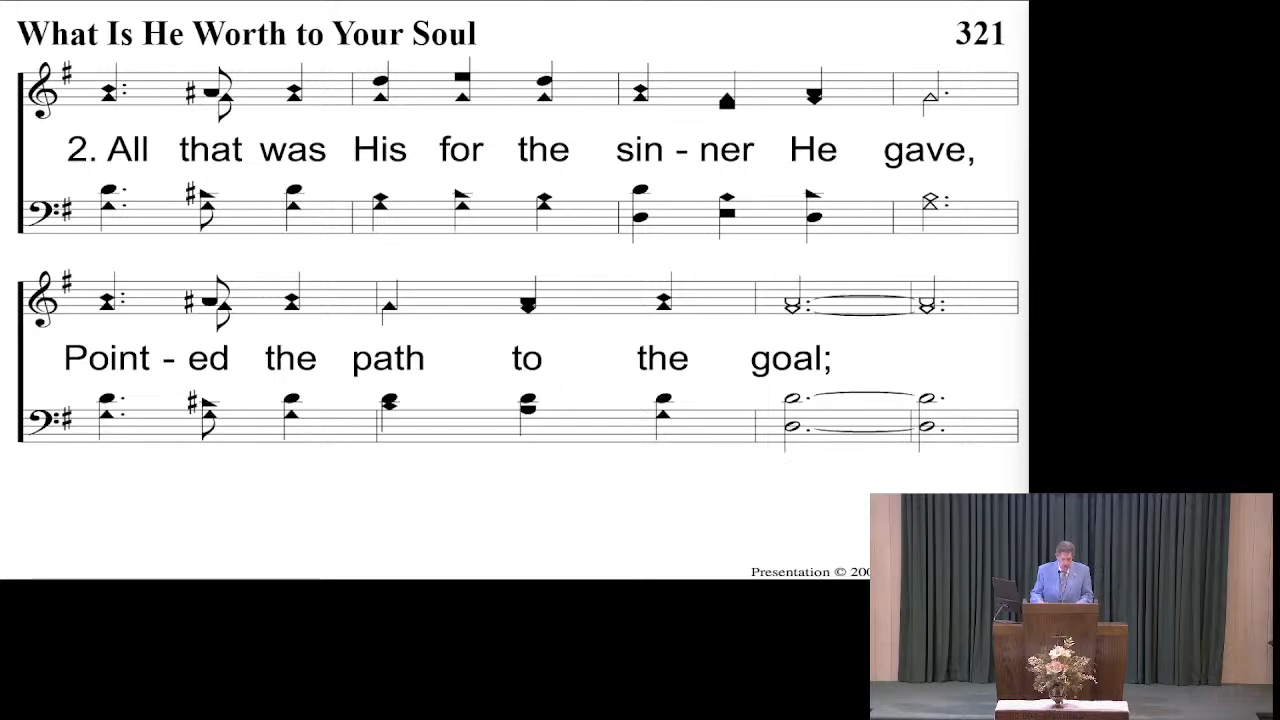 What Is He Worth to Your Soul 321
2. All that was His for the sin - ner He gave,
Point - ed the path to the goal;
Presentation © 200